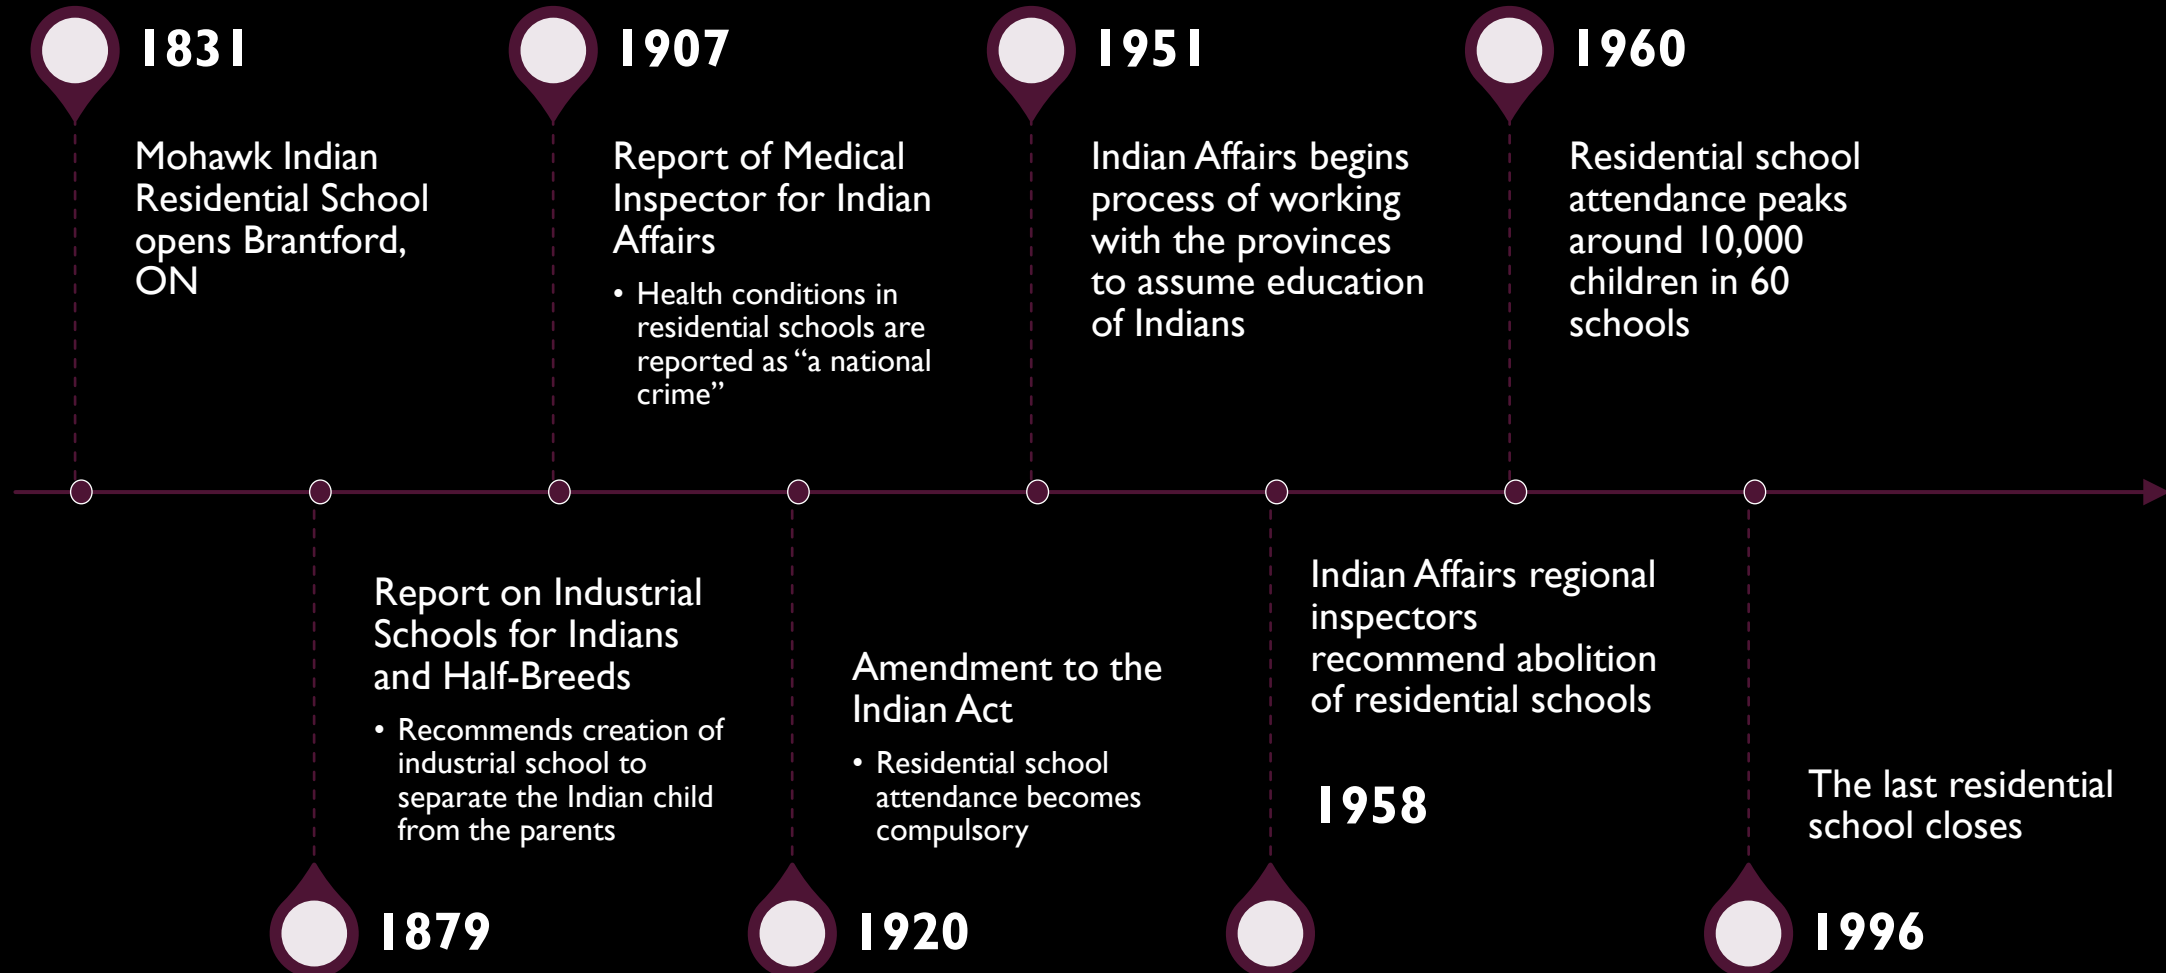 1831
Mohawk Indian
Residential School
opens Brantford,
ON
1907
Report of Medical
Inspector for Indian
Affairs
• Health conditions in
residential schools are
reported as “a national
crime”
1951
Indian Affairs begins
process of working
with the provinces
to assume education
of Indians
1960
Residential school
attendance peaks
around 10,000
children in 60
schools
Report on Industrial
Schools for Indians
and Half-Breeds
• Recommends creation of
industrial school to
separate the Indian child
from the parents
1879
Amendment to the
Indian Act
• Residential school
attendance becomes
compulsory
1920
Indian Affairs regional
inspectors
recommend abolition
of residential schools
1958
The last residential
school closes
1996